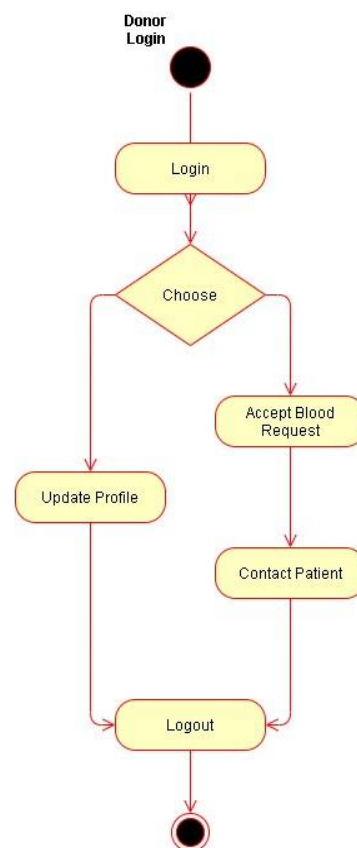 Donor
Login
Login
Choose
Accept Blood
Request
Update Profile
Contact Patient
Logout